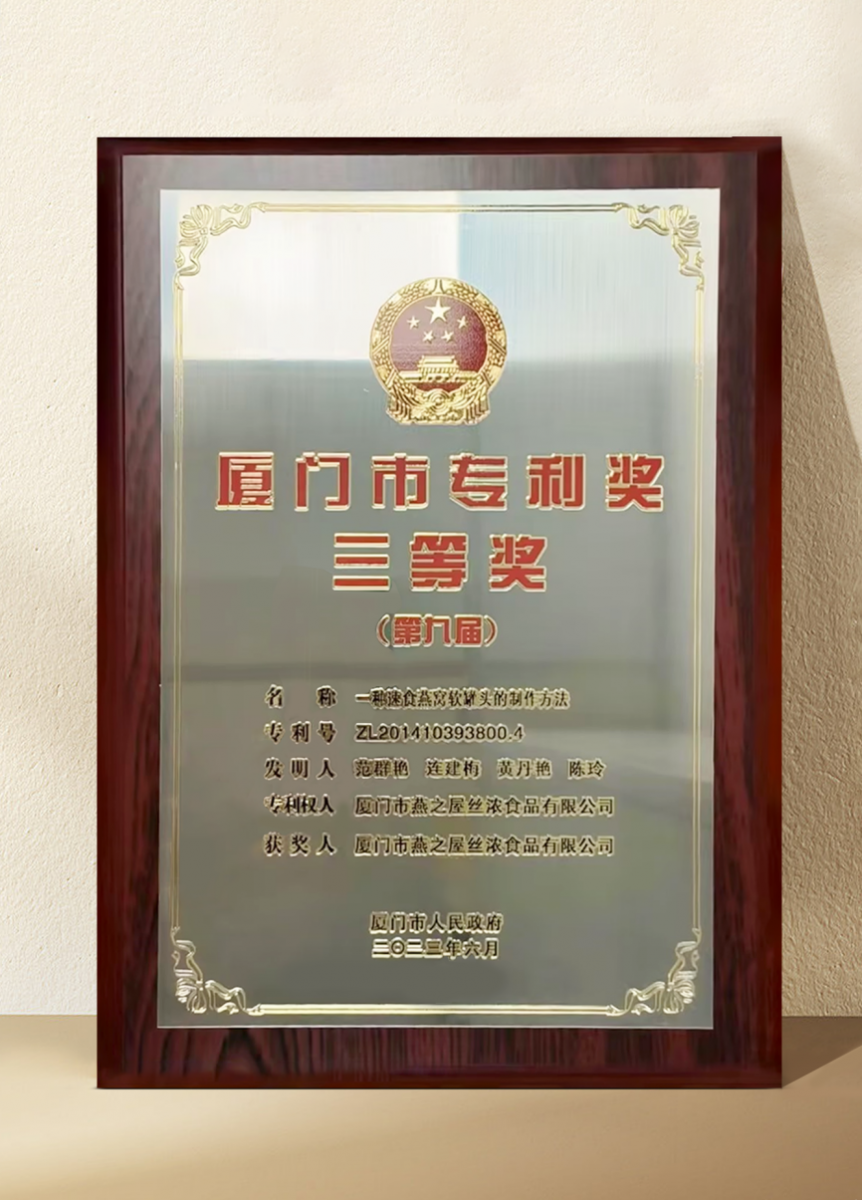 厦门市专利奖
三等奖
(第九届)
名称 一种速食燕窝软罐头的制作方法
专利号 ZL201410393800.4
发明人 范群艳 连建梅 黄丹艳 陈玲
专利权人 厦门市燕之屋丝浓食品有限公司
获奖人 厦门市燕之屋丝浓食品有限公司
厦门市人民政府
二〇二三年六月